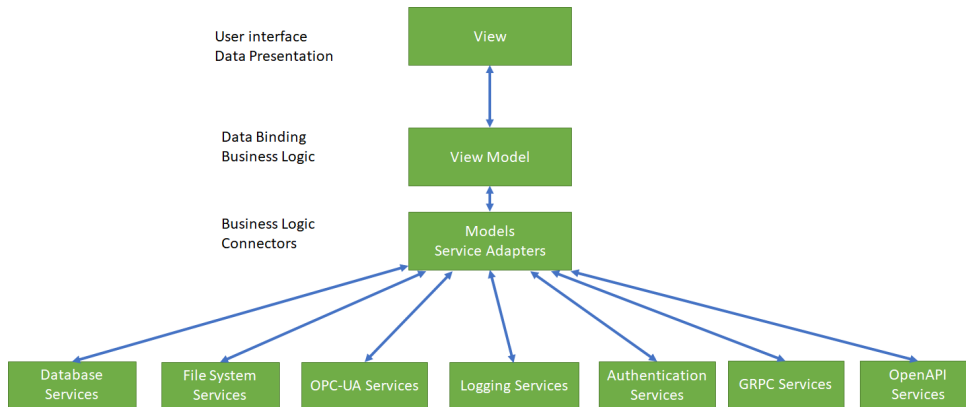 User interface
Data Presentation
View
Data Binding
Business Logic
View Model
Business Logic
Connectors
Models
Service Adapters
Database
Services
File System
Services
OPC-UA Services
Logging Services
Authentication
Services
GRPC Services
OpenAPI
Services